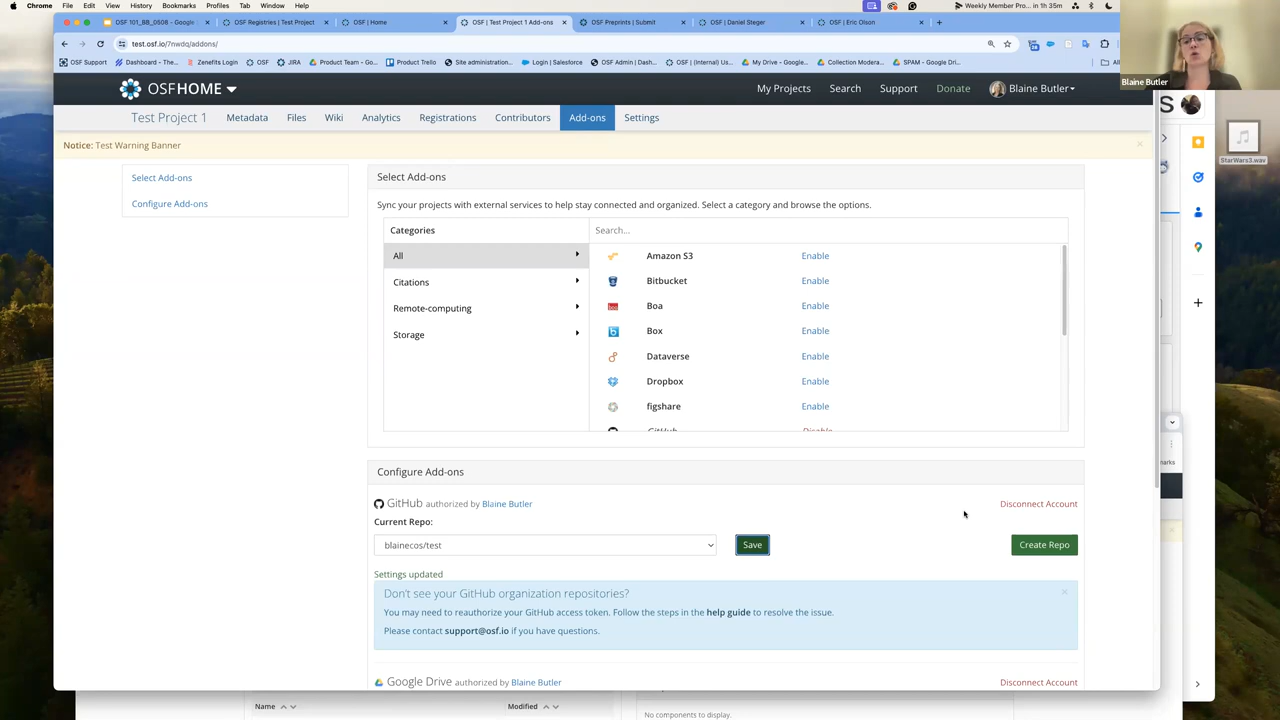 Chrome File Edit View History Bookmarks Profiles Tab Window Help
Weekly Member Pro... in 1h 35m
OSF 101_BB_0508 - Google
OSF Registries | Test Project
OSF | Home
OSF | Test Project 1 Add-ons
OSF Preprints | Submit
OSF | Daniel Steger
OSF | Eric Olson
test.osf.io/7nwdq/addons/
OSF Support Dashboard - The... Zenefits Login OSF JIRA Product Team - Go... Product Trello Site administration... Login | Salesforce OSF Admin | Dash... OSF | (Internal) Us... My Drive - Google... Collection Modera... SPAM - Google Dri...
Blaine Butler
OSFHOME
My Projects Search Support Donate Blaine Butler
Test Project 1 Metadata Files Wiki Analytics Registrations Contributors Add-ons Settings
Notice: Test Warning Banner
StarWars3.wav
Select Add-ons
Configure Add-ons
Select Add-ons
Sync your projects with external services to help stay connected and organized. Select a category and browse the options.
Categories
Search...
All
Citations
Remote-computing
Storage
Amazon S3 Enable
Bitbucket Enable
Boa Enable
Box Enable
Dataverse Enable
Dropbox Enable
figshare Enable
GitHub Disable
Configure Add-ons
GitHub authorized by Blaine Butler Disconnect Account
Current Repo:
blainecos/test Save Create Repo
Settings updated
Don't see your GitHub organization repositories?
You may need to reauthorize your GitHub access token. Follow the steps in the help guide to resolve the issue.
Please contact support@osf.io if you have questions.
Google Drive authorized by Blaine Butler Disconnect Account
Name Modified
No components to display.